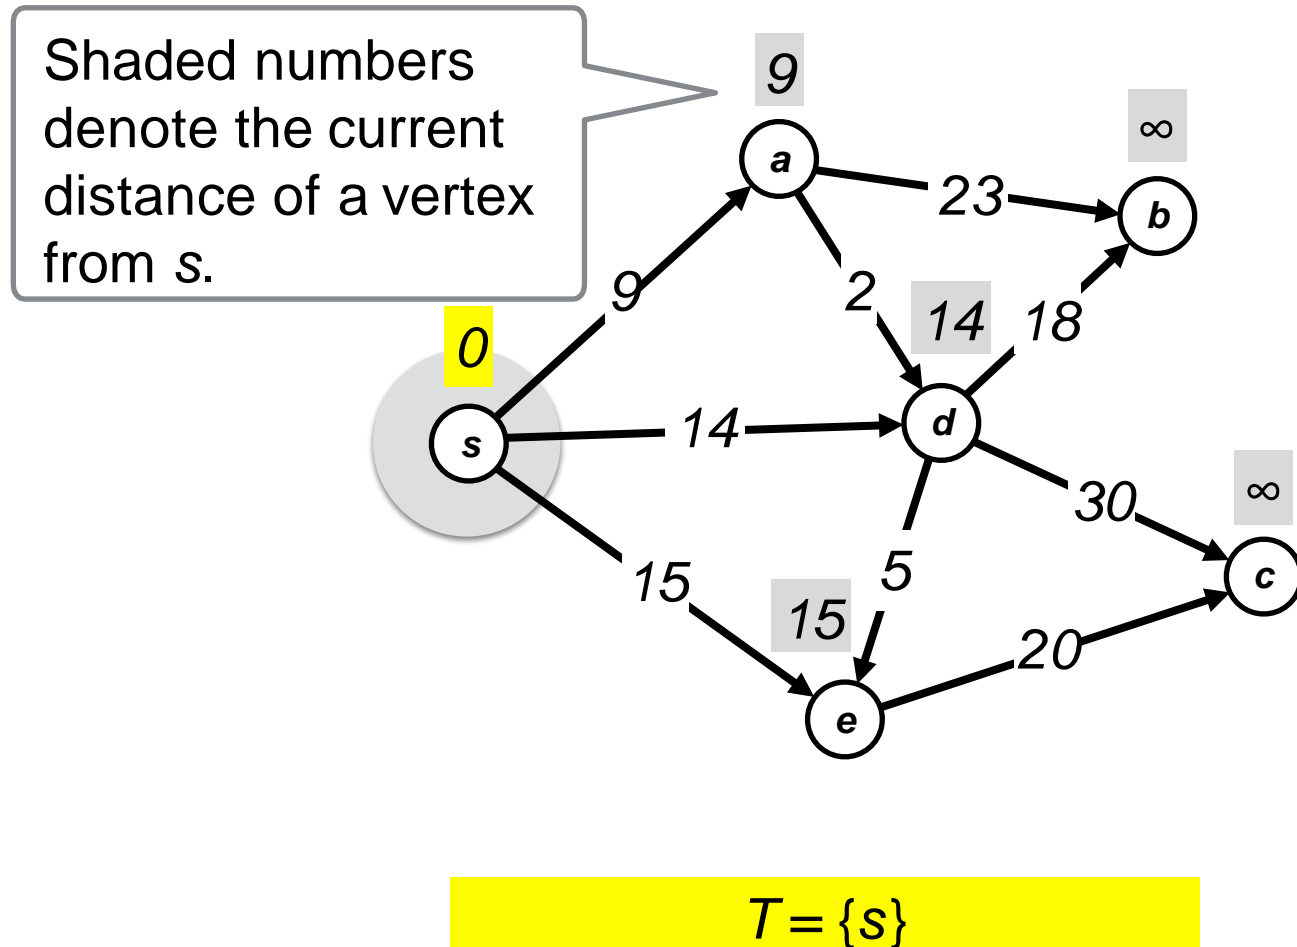 Shaded numbers
denote the current
distance of a vertex
from s.
9
∞
a
23
b
9
2
14
18
0
s
14
d
30
∞
15
5
c
15
20
e
T = {s}